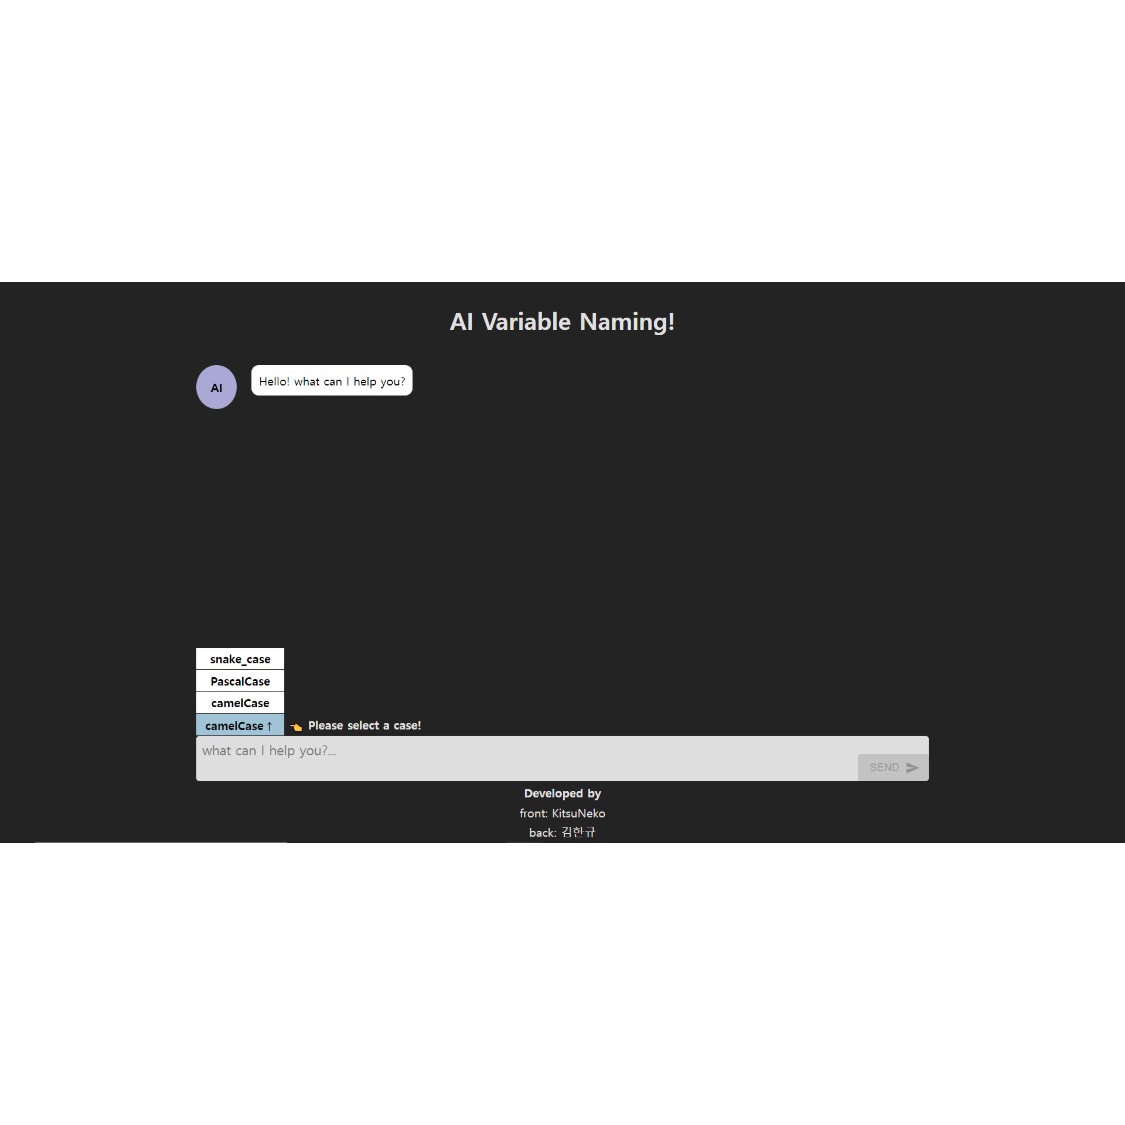 AI Variable Naming!
AI
Hello! what can I help you?
snake_case
PascalCase
camelCase
camelCase ↑ 👈 Please select a case!
what can I help you?...
SEND
Developed by
front: KitsuNeko
back: 김한규